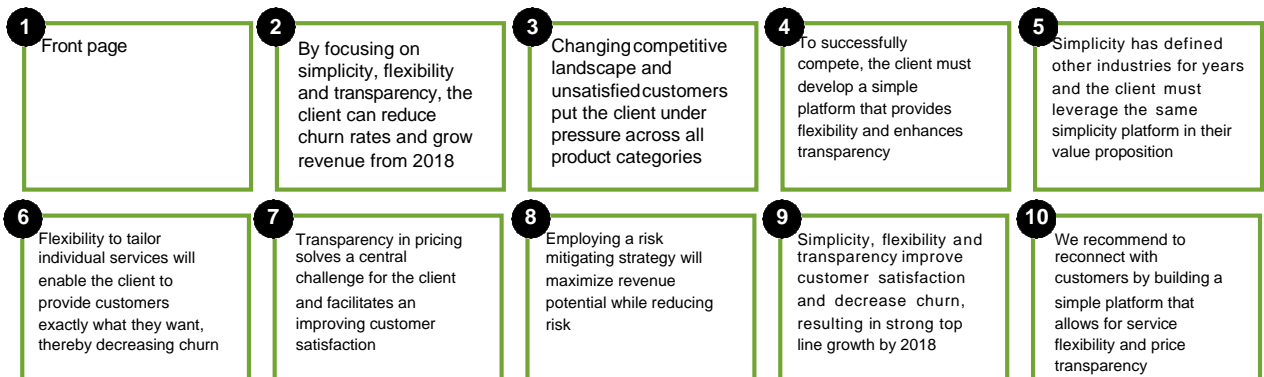 1
Front page
2
By focusing on
simplicity, flexibility
and transparency, the
client can reduce
churn rates and grow
revenue from 2018
3
Changing competitive
landscape and
unsatisfied customers
put the client under
pressure across all
product categories
4
To successfully
compete, the client must
develop a simple
platform that provides
flexibility and enhances
transparency
5
Simplicity has defined
other industries for years
and the client must
leverage the same
simplicity platform in their
value proposition
6
Flexibility to tailor
individual services will
enable the client to
provide customers
exactly what they want,
thereby decreasing churn
7
Transparency in pricing
solves a central
challenge for the client
and facilitates an
improving customer
satisfaction
8
Employing a risk
mitigating strategy will
maximize revenue
potential while reducing
risk
9
Simplicity, flexibility and
transparency improve
customer satisfaction
and decrease churn,
resulting in strong top
line growth by 2018
10
We recommend to
reconnect with
customers by building a
simple platform that
allows for service
flexibility and price
transparency